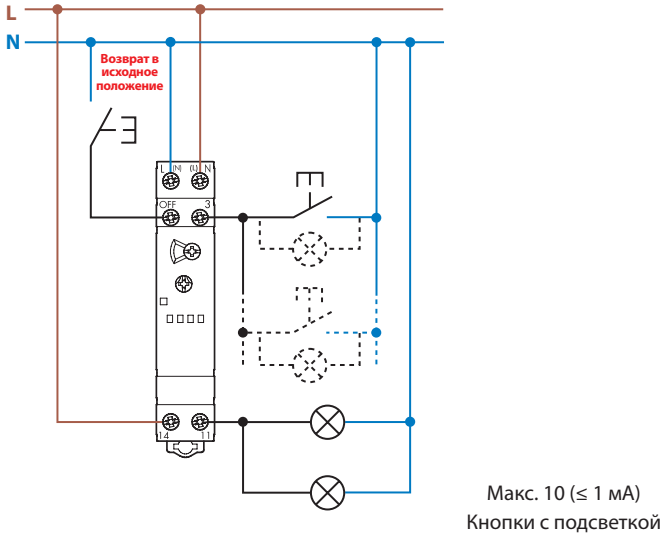 L
N
Возврат в
исходное
положение
L (N) (L) N
OFF 3
14 11
Макс. 10 (≤ 1 мА)
Кнопки с подсветкой